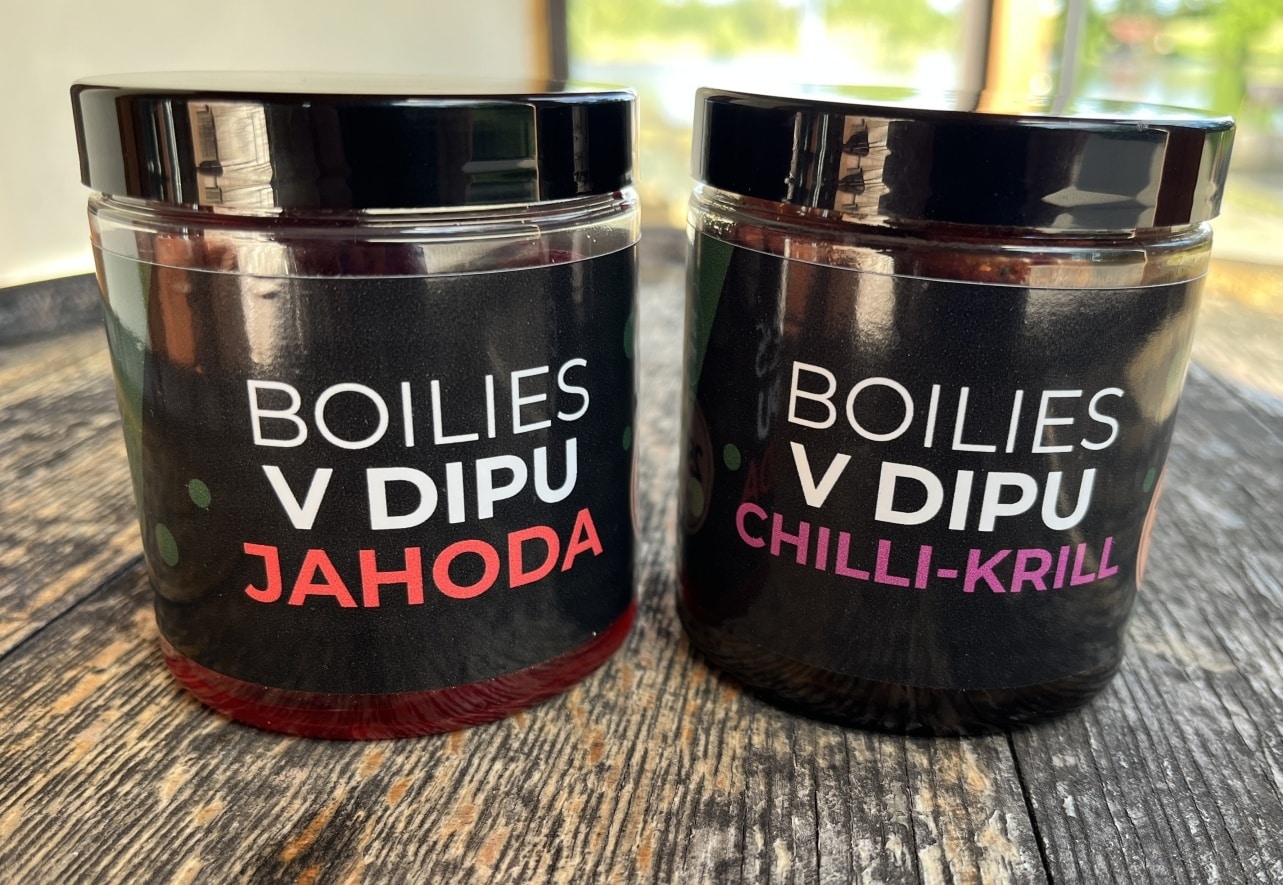 BOILIES
V DIPU
JAHODA
BOILIES
V DIPU
CHILLI-KRILL